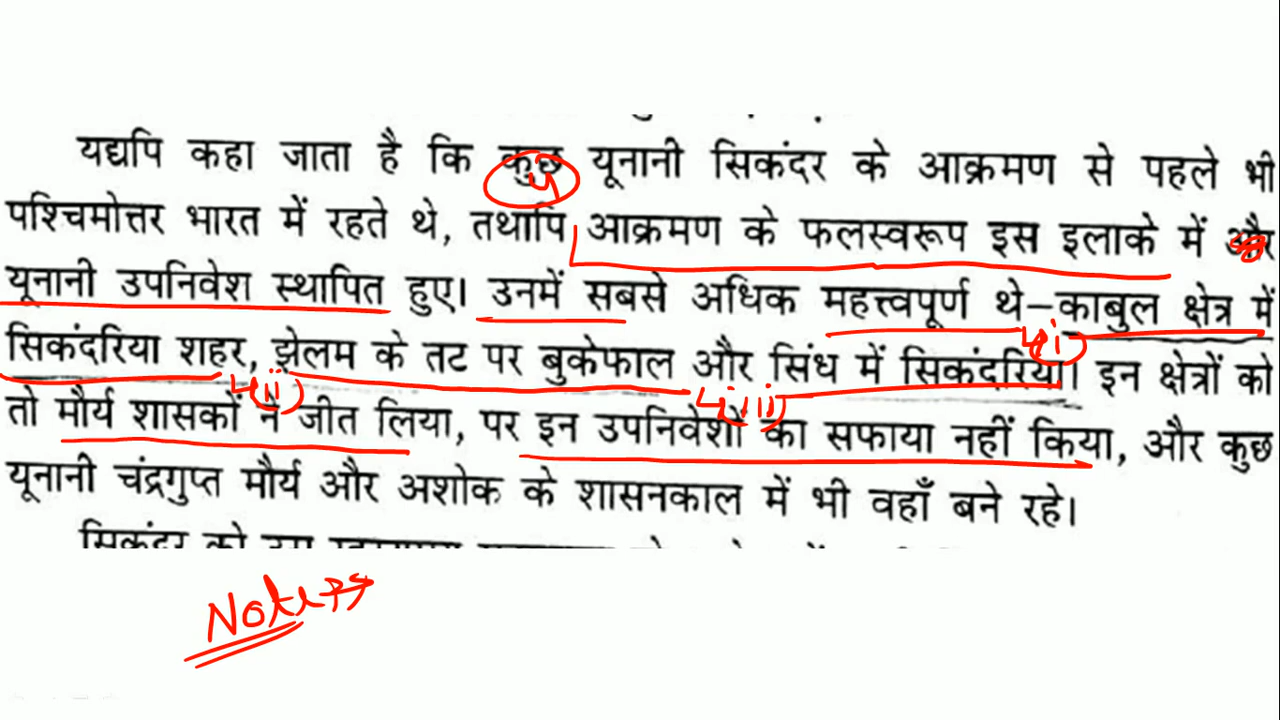 यद्यपि कहा जाता है कि कुछ यूनानी सिकंदर के आक्रमण से पहले भी
पश्चिमोत्तर भारत में रहते थे, तथापि आक्रमण के फलस्वरूप इस इलाके में और
यूनानी उपनिवेश स्थापित हुए। उनमें सबसे अधिक महत्त्वपूर्ण थे–काबुल क्षेत्र में
सिकंदरिया शहर, झेलम के तट पर बुकेफाल और सिंध में सिकंदरिया। इन क्षेत्रों को
तो मौर्य शासकों ने जीत लिया, पर इन उपनिवेशों का सफाया नहीं किया, और कुछ
यूनानी चंद्रगुप्त मौर्य और अशोक के शासनकाल में भी वहाँ बने रहे।
सिकंदर को
Note